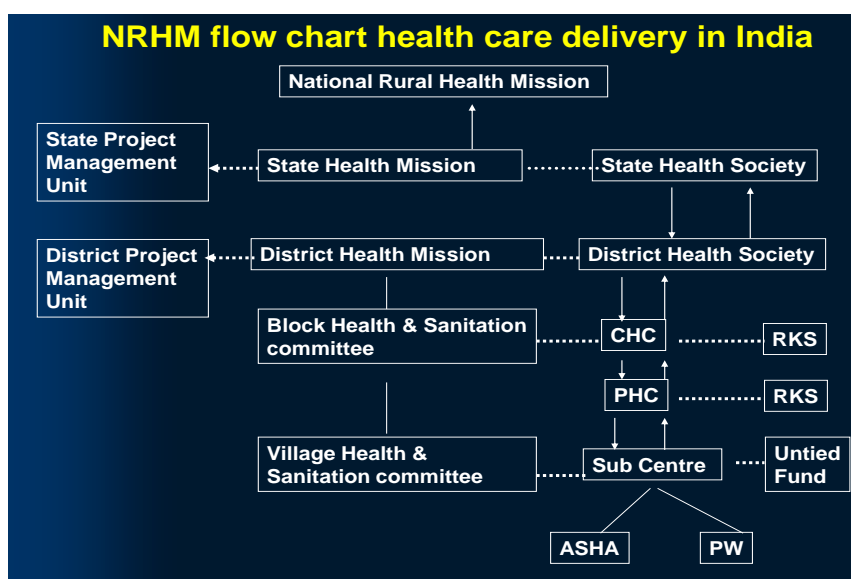 NRHM flow chart health care delivery in India
National Rural Health Mission
State Project
Management
Unit
State Health Mission
State Health Society
District Project
Management
Unit
District Health Mission
District Health Society
Block Health & Sanitation
committee
CHC
RKS
PHC
RKS
Village Health &
Sanitation committee
Sub Centre
Untied
Fund
ASHA
PW